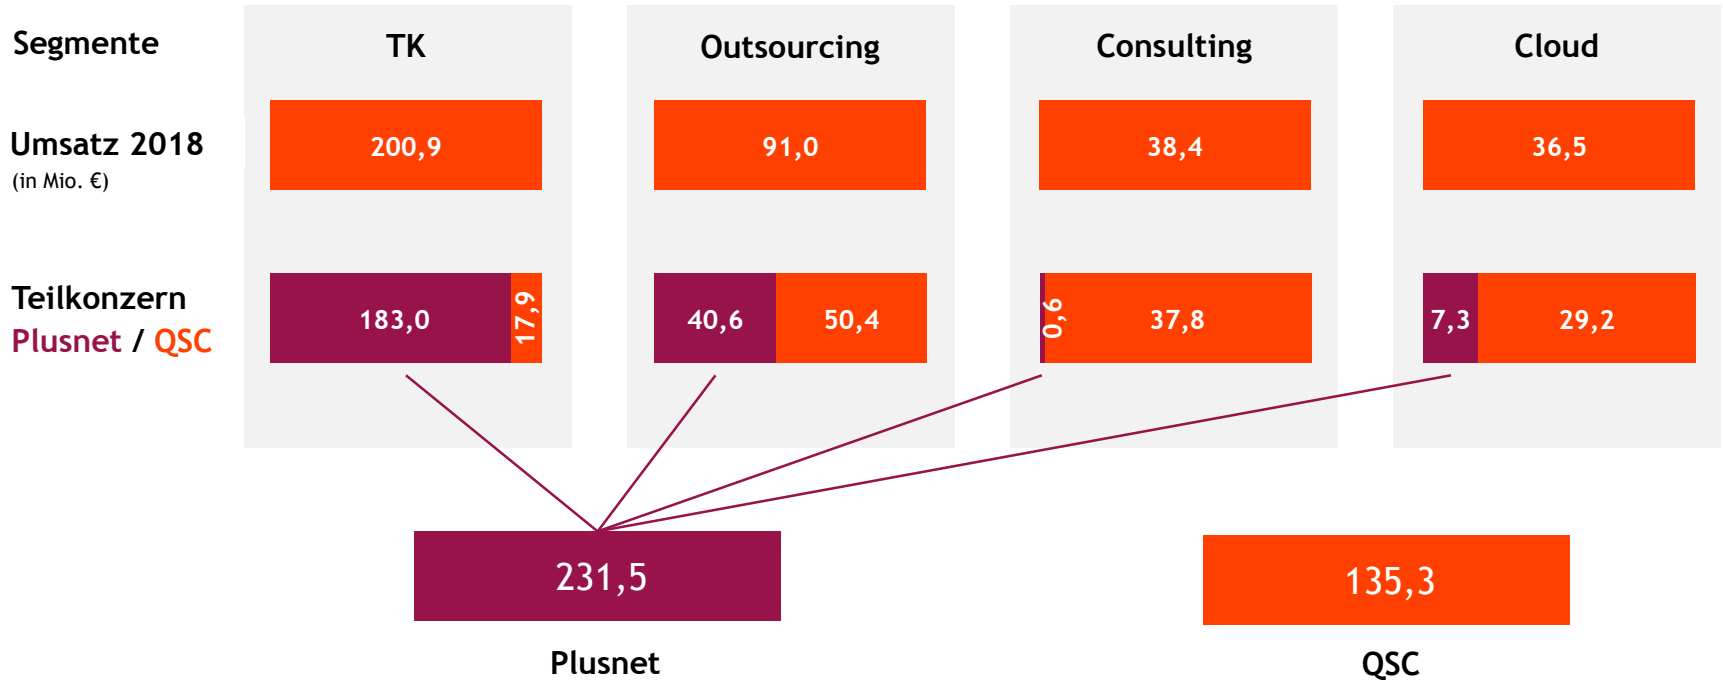 Segmente
TK
Outsourcing
Consulting
Cloud
Umsatz 2018
(in Mio. €)
200,9
91,0
38,4
36,5
Teilkonzern
Plusnet / QSC
183,0
17,9
40,6
50,4
0,6
37,8
7,3
29,2
231,5
135,3
Plusnet
QSC